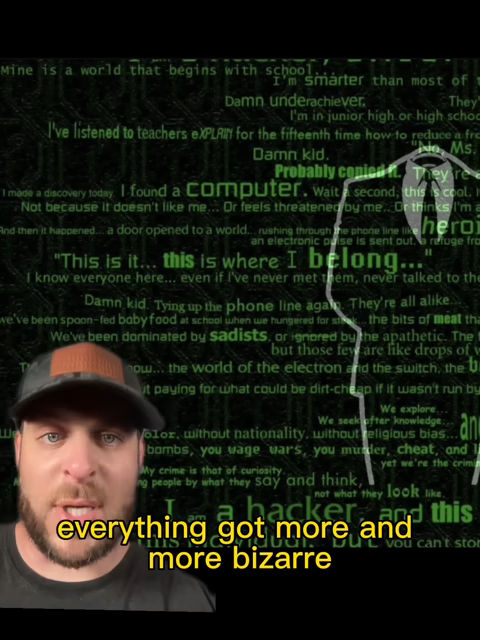 Mine is a world that begins with school...
I'm smarter than most of t
Damn underachiever.
They'
I'm in junior high or high schoo
I've listened to teachers eXPLAIN for the fifteenth time how to reduce a fra
Damn kid.
"No, Ms.
Probably copied it. They're
I made a discovery today. I found a computer. Wait a second, this is cool. I
Not because it doesn't like me... Or feels threatened by me.. Or thinks I'm a
And then it happened... a door opened to a world... rushing through the phone line like heroi
an electronic pulse is sent out, a refuge fro
"This is it... this is where I belong..."
I know everyone here... even if I've never met them, never talked to the
Damn kid. Tying up the phone line again. They're all alike...
we've been spoon-fed baby food at school when we hungered for the bits of meat tha
We've been dominated by sadists, or ignored by the apathetic. The f
but those few are like drops of w
the world of the electron and the switch, the b
ut paying for what could be dirt-cheap if it wasn't run by
We explore...
We seek after knowledge... an
without nationality, without religious bias...
bombs, you wage wars, you murder, cheat, and l
yet we're the crimi
My crime is that of curiosity.
ng people by what they say and think,
not what they look like.
I am a hacker, and this
but you can't stop
everything got more and
more bizarre